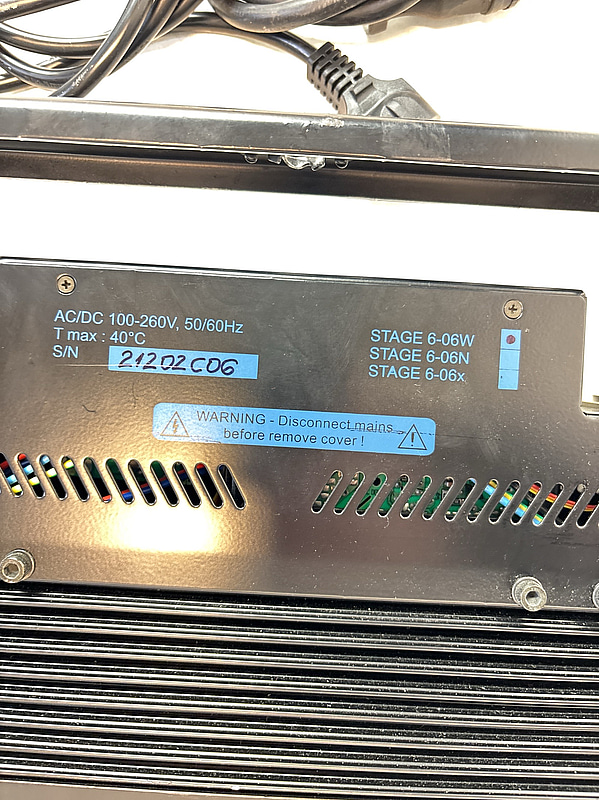 AC/DC 100-260V, 50/60Hz
T max : 40°C
S/N 21202C06
STAGE 6-06W
STAGE 6-06N
STAGE 6-06x
WARNING - Disconnect mains
before remove cover !